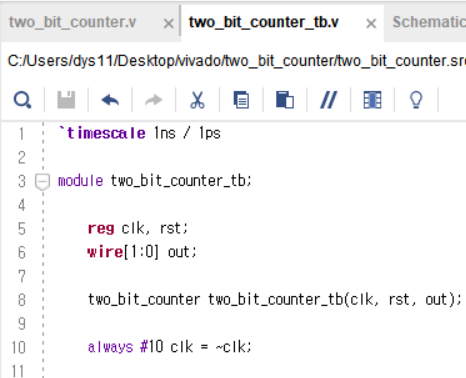 two_bit_counter.v × two_bit_counter_tb.v × Schematic
C:/Users/dys11/Desktop/vivado/two_bit_counter/two_bit_counter.src
1 `timescale 1ns / 1ps
2
3 module two_bit_counter_tb;
4
5 reg clk, rst;
6 wire[1:0] out;
7
8 two_bit_counter two_bit_counter_tb(clk, rst, out);
9
10 always #10 clk = ~clk;
11